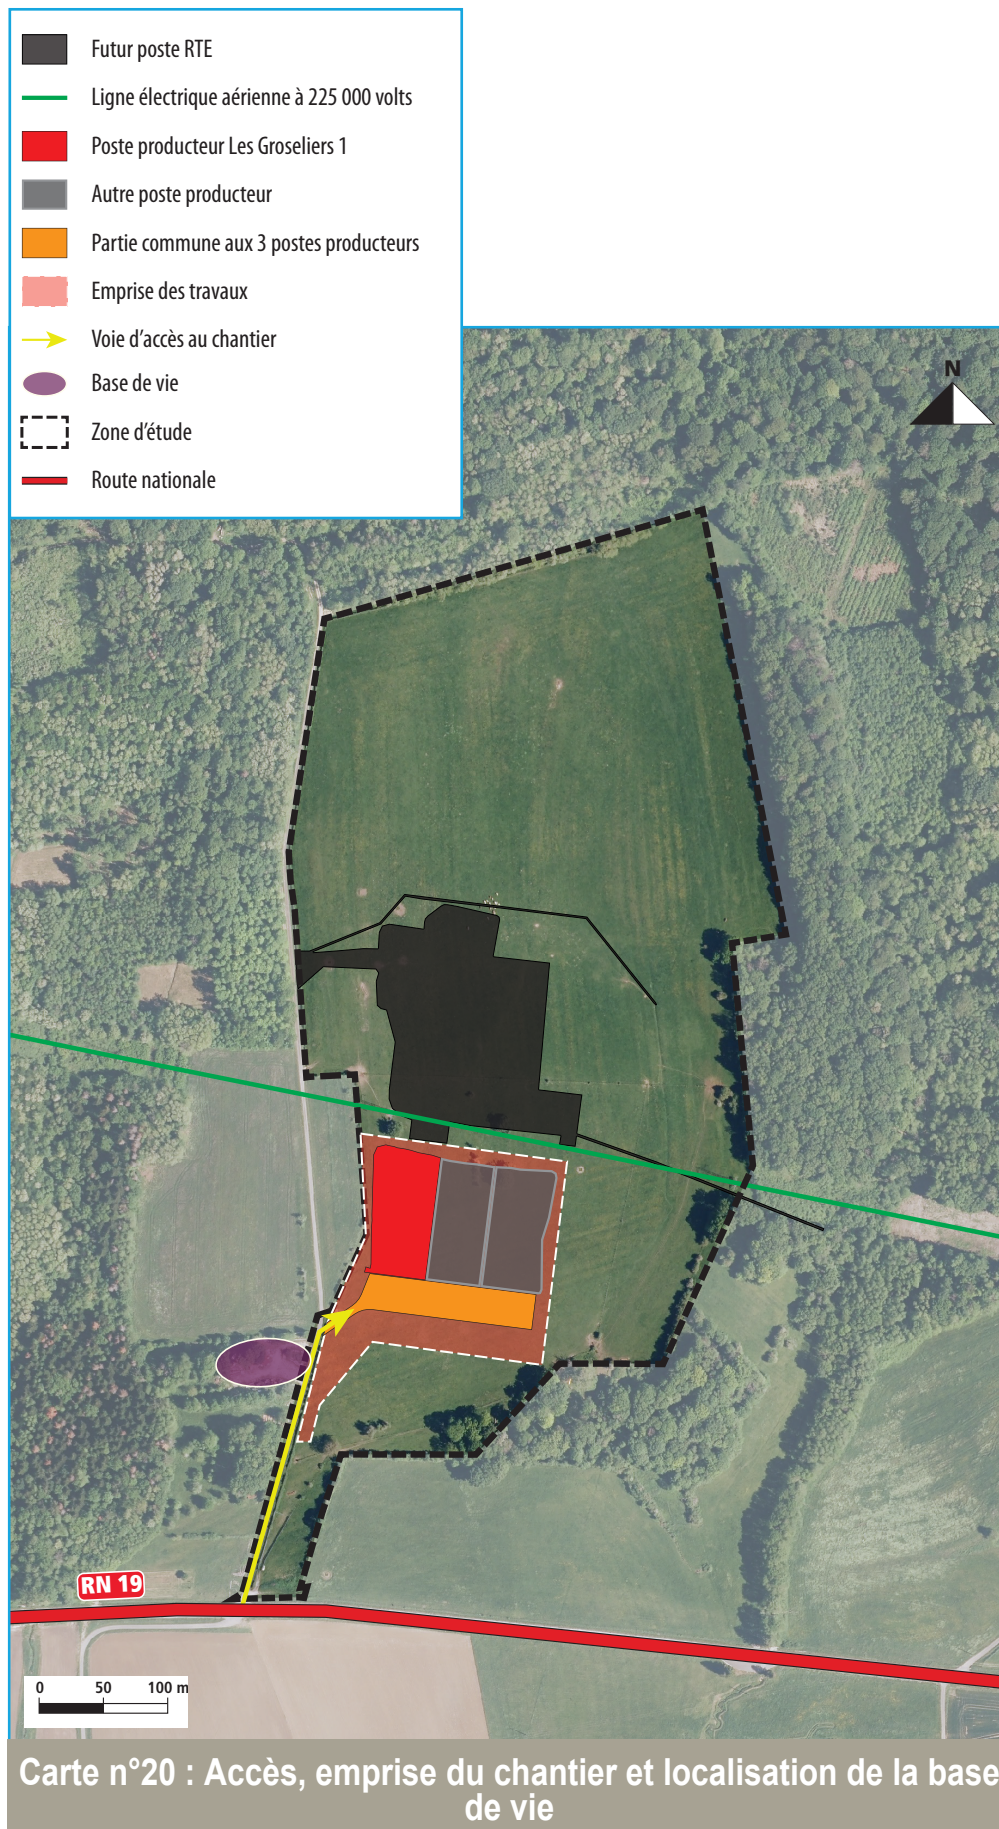 Futur poste RTE
Ligne électrique aérienne à 225 000 volts
Poste producteur Les Groseliers 1
Autre poste producteur
Partie commune aux 3 postes producteurs
Emprise des travaux
Voie d'accès au chantier
Base de vie
Zone d'étude
Route nationale
N
RN 19
0 50 100 m
Carte n°20 : Accès, emprise du chantier et localisation de la base
de vie